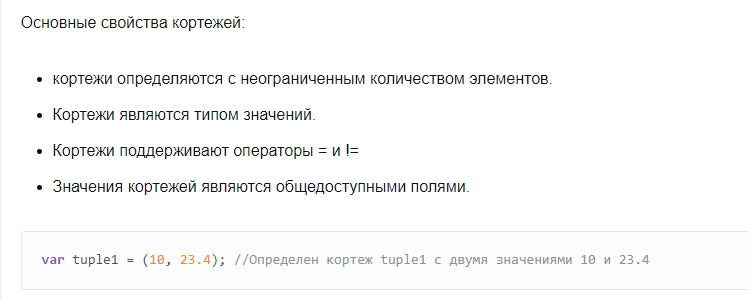 Основные свойства кортежей:
• кортежи определяются с неограниченным количеством элементов.
• Кортежи являются типом значений.
• Кортежи поддерживают операторы = и !=
• Значения кортежей являются общедоступными полями.
var tuple1 = (10, 23.4); //Определен кортеж tuple1 с двумя значениями 10 и 23.4